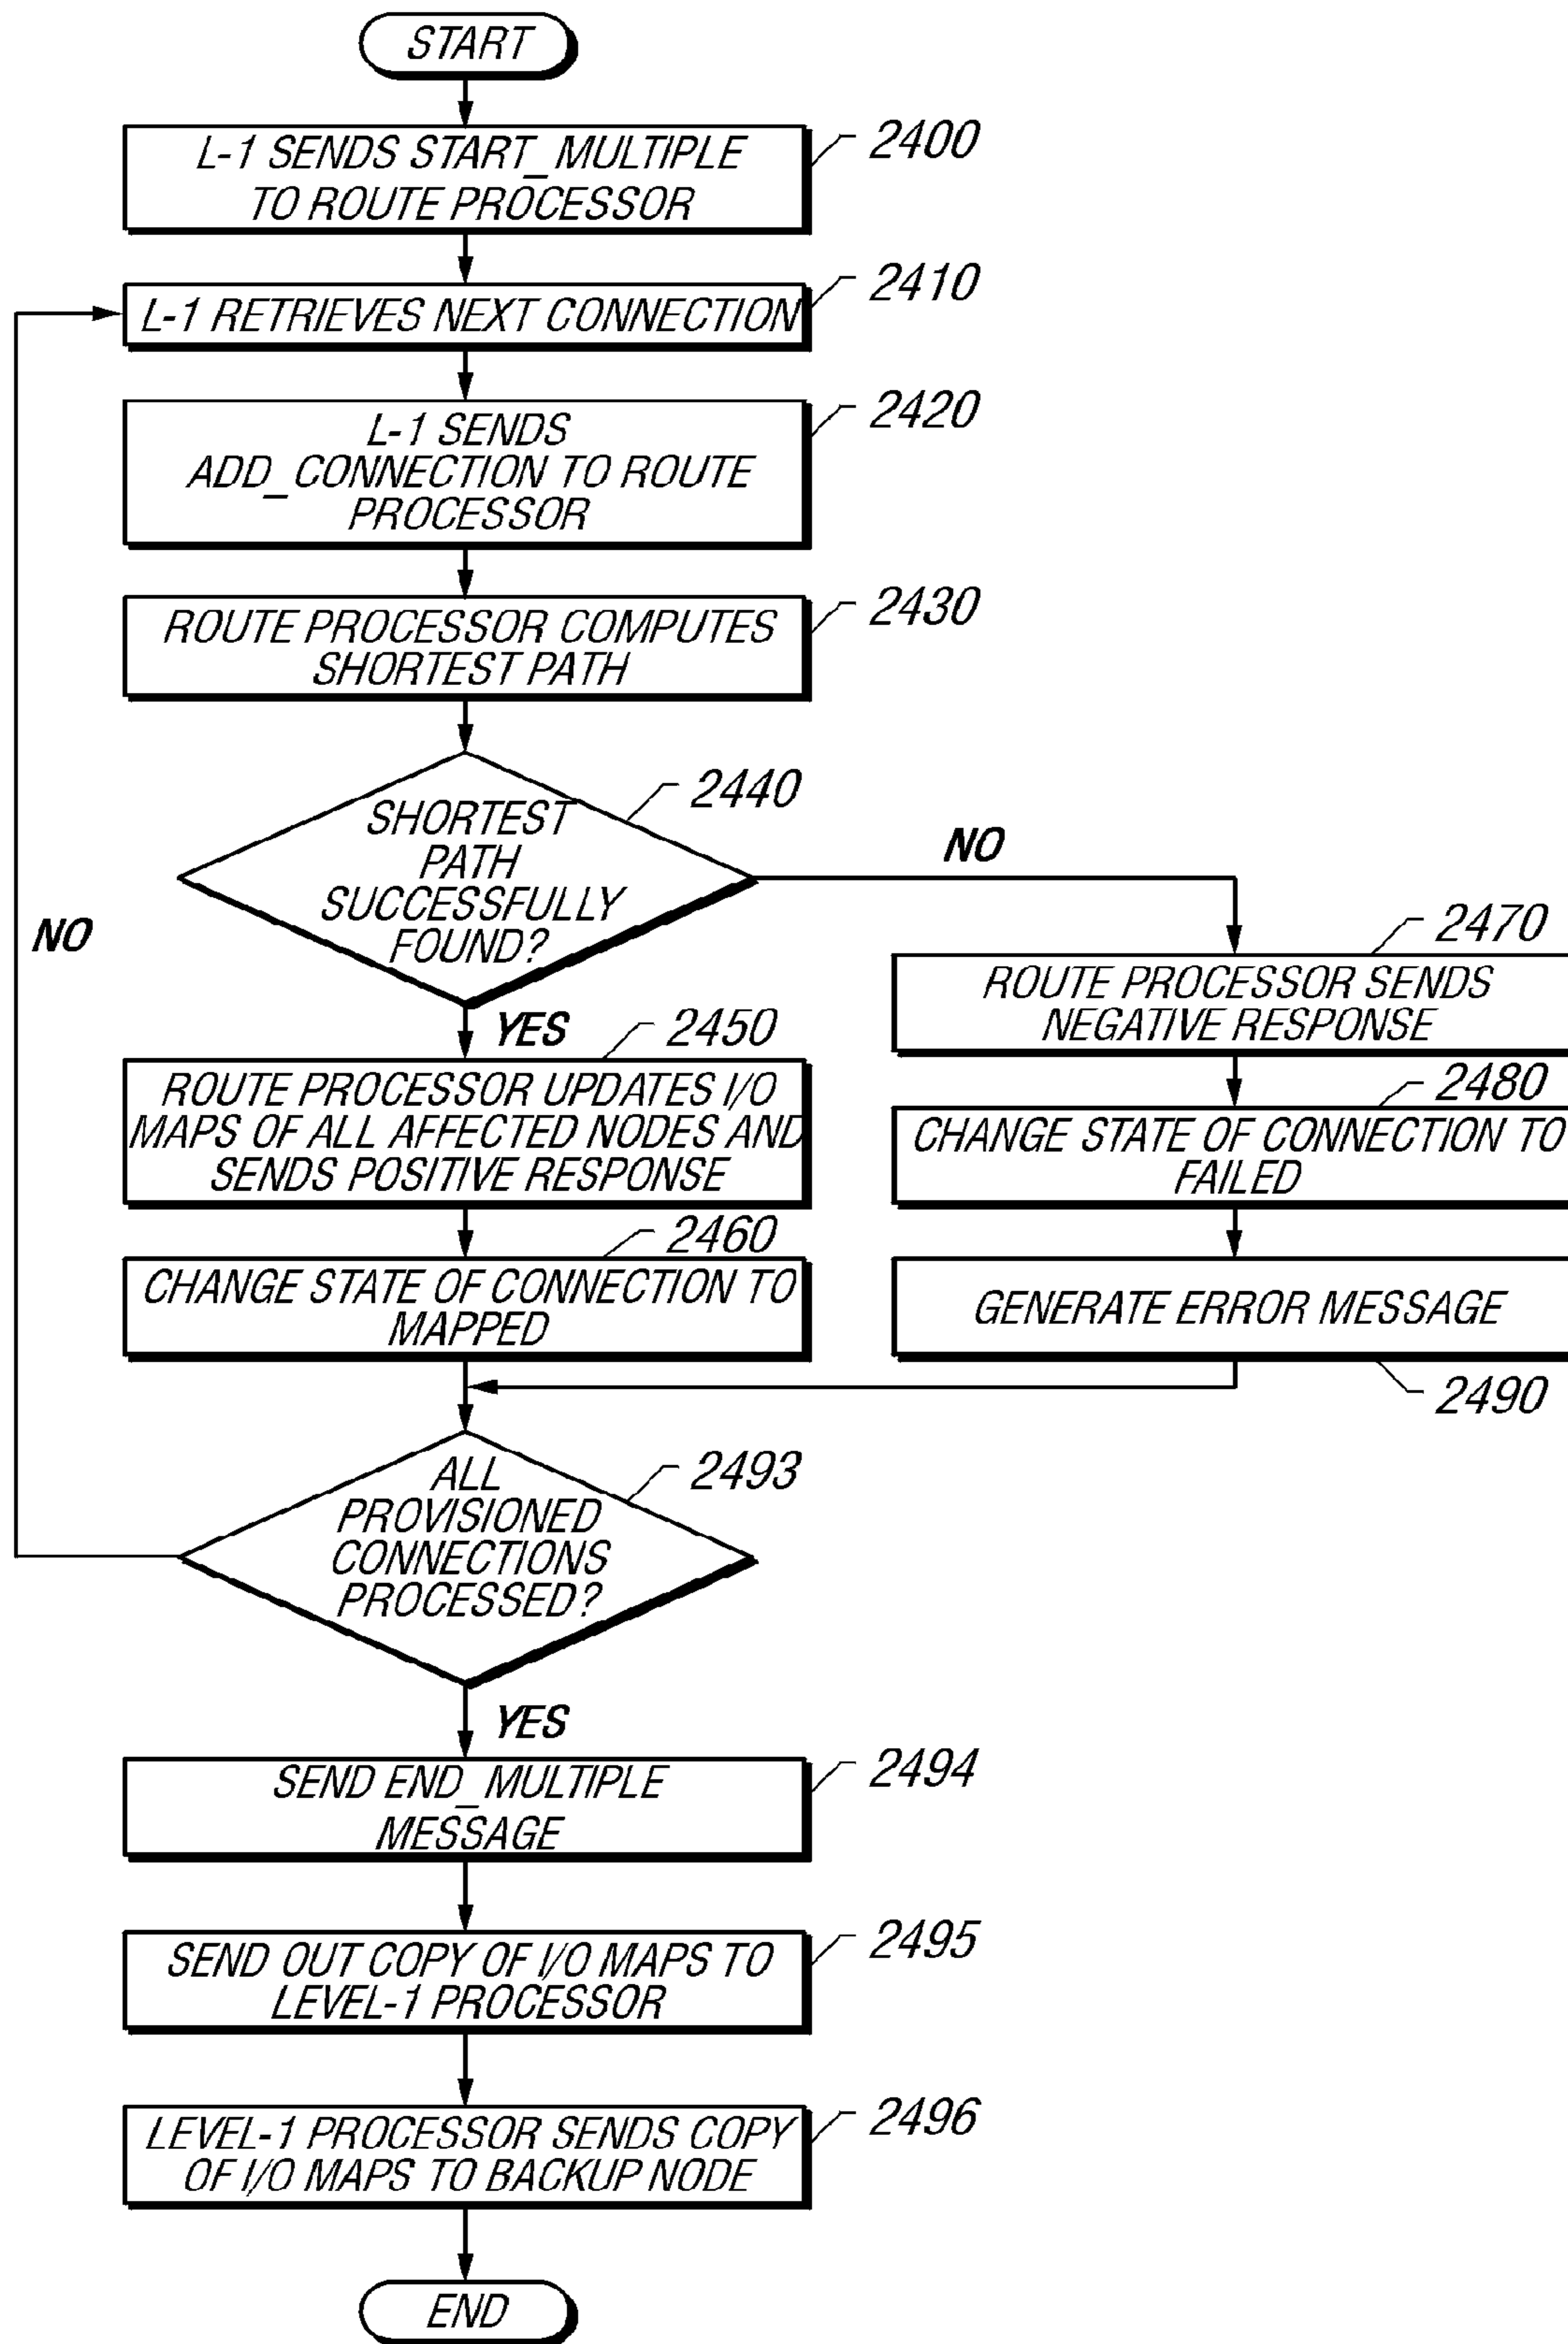 START
L-1 SENDS START_MULTIPLE
TO ROUTE PROCESSOR
2400
L-1 RETRIEVES NEXT CONNECTION
2410
L-1 SENDS
ADD_CONNECTION TO ROUTE
PROCESSOR
2420
ROUTE PROCESSOR COMPUTES
SHORTEST PATH
2430
SHORTEST
PATH
SUCCESSFULLY
FOUND?
2440
NO
NO
YES
2450
ROUTE PROCESSOR UPDATES I/O
MAPS OF ALL AFFECTED NODES AND
SENDS POSITIVE RESPONSE
2460
CHANGE STATE OF CONNECTION TO
MAPPED
2470
ROUTE PROCESSOR SENDS
NEGATIVE RESPONSE
2480
CHANGE STATE OF CONNECTION TO
FAILED
GENERATE ERROR MESSAGE
2490
ALL
PROVISIONED
CONNECTIONS
PROCESSED?
2493
YES
SEND END_MULTIPLE
MESSAGE
2494
SEND OUT COPY OF I/O MAPS TO
LEVEL-1 PROCESSOR
2495
LEVEL-1 PROCESSOR SENDS COPY
OF I/O MAPS TO BACKUP NODE
2496
END